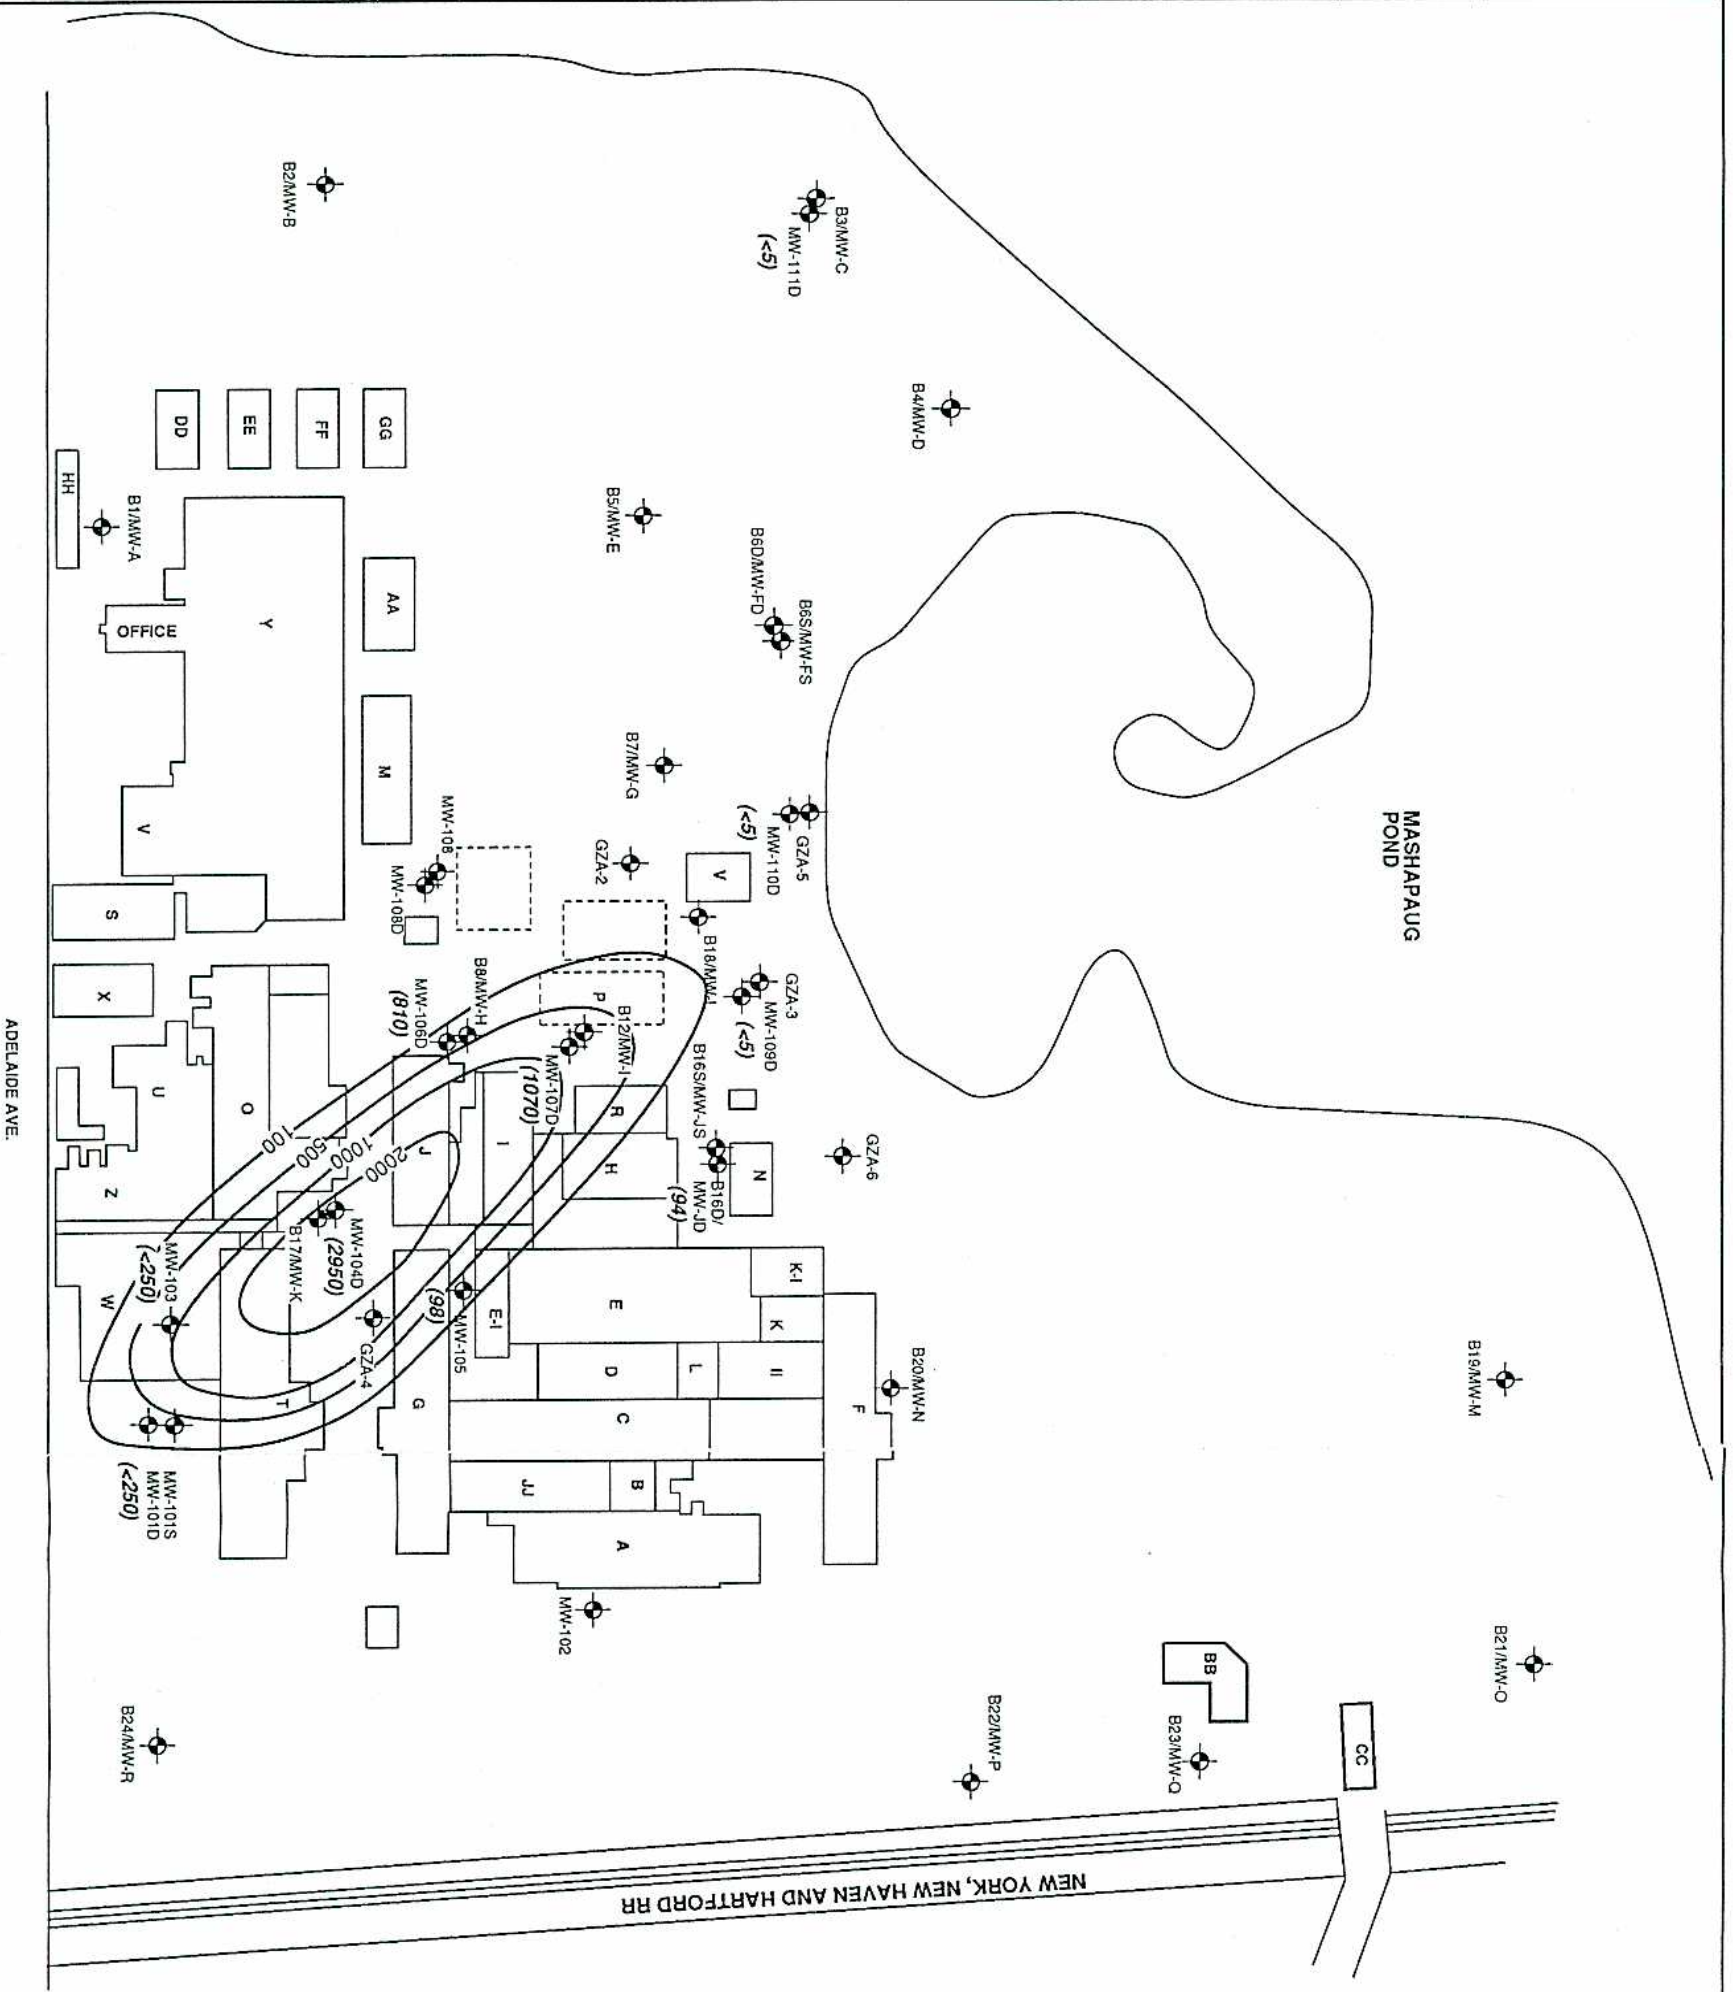 MASHAPAUG
POND
B19/MW-M
B21/MW-O
CC
BB
B23/MW-Q
B22/MW-P
B4/MW-D
B3/MW-C
MW-111D
(<5)
B2/MW-B
B5/MW-E
B6D/MW-FD
B6S/MW-FS
B7/MW-G
GZA-5
MW-110D
(<5)
GZA-2
V
B18/MW-L
GZA-3
MW-109D
(<5)
GZA-6
B16S/MW-JS
B16D/
MW-JD
(94)
N
B20/MW-N
F
K-I
K
II
L
E
D
C
B
JJ
A
MW-102
E-I
H
R
P
B12/MW-I
MW-107D
(1070)
I
B8/MW-H
MW-106D
(810)
MW-108
MW-108D
J
G
MW-105
(98)
GZA-4
MW-104D
(2950)
B17/MW-K
T
100
500
1000
2000
MW-103
(<250)
W
MW-101S
MW-101D
(<250)
B24/MW-R
GG
FF
EE
DD
HH
B1/MW-A
AA
M
Y
OFFICE
V
S
X
O
U
Z
ADELAIDE AVE.
NEW YORK, NEW HAVEN AND HARTFORD RR